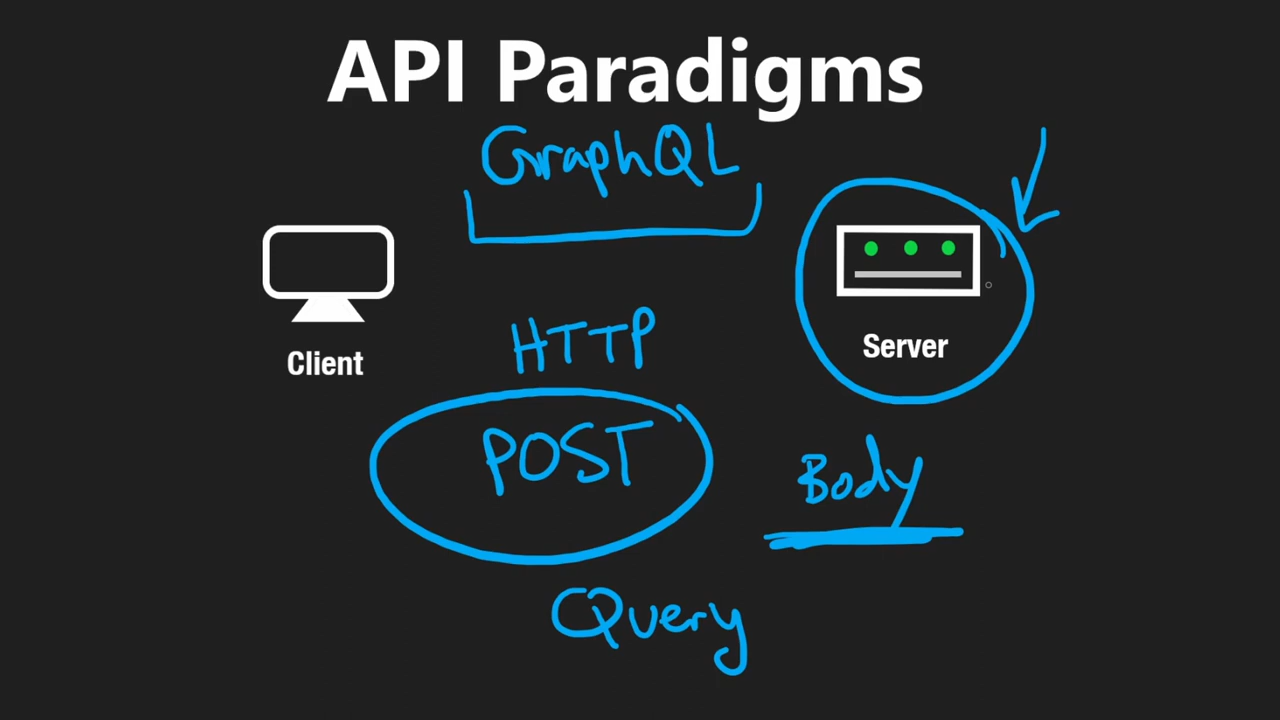 API Paradigms
GraphQL
Client
Server
HTTP
POST
Body
Query